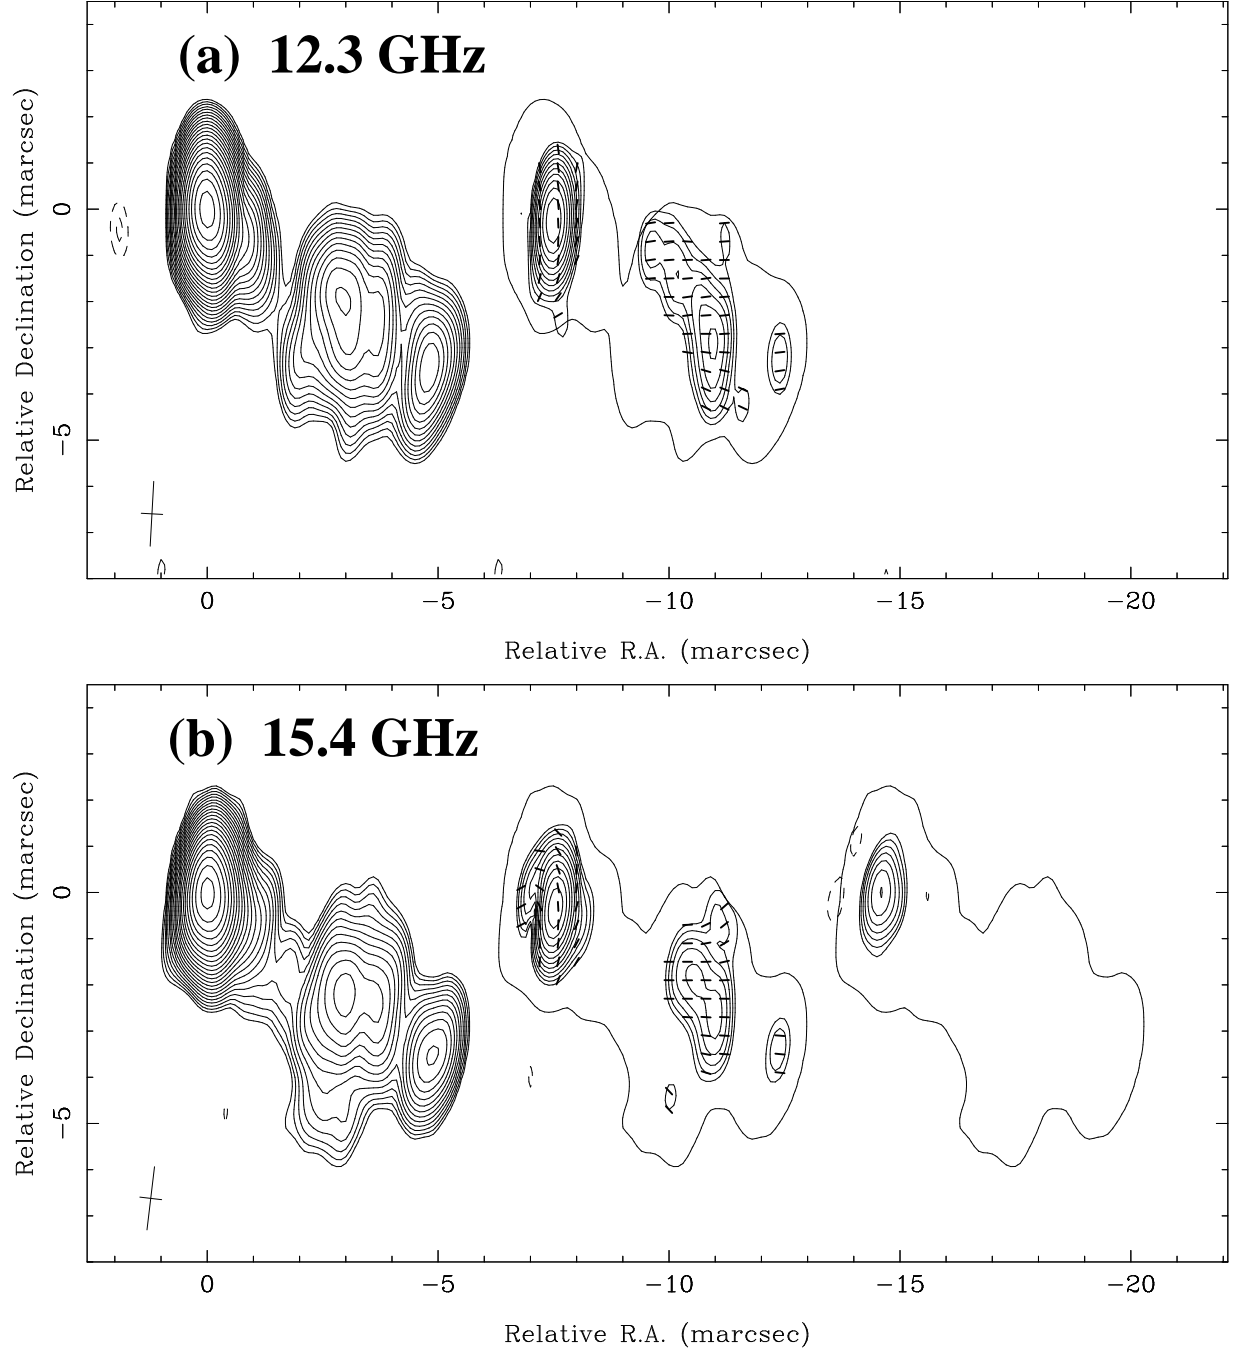 (a) 12.3 GHz
Relative Declination (marcsec)
0
−5
0 −5 −10 −15 −20
Relative R.A. (marcsec)
(b) 15.4 GHz
Relative Declination (marcsec)
0
−5
0 −5 −10 −15 −20
Relative R.A. (marcsec)